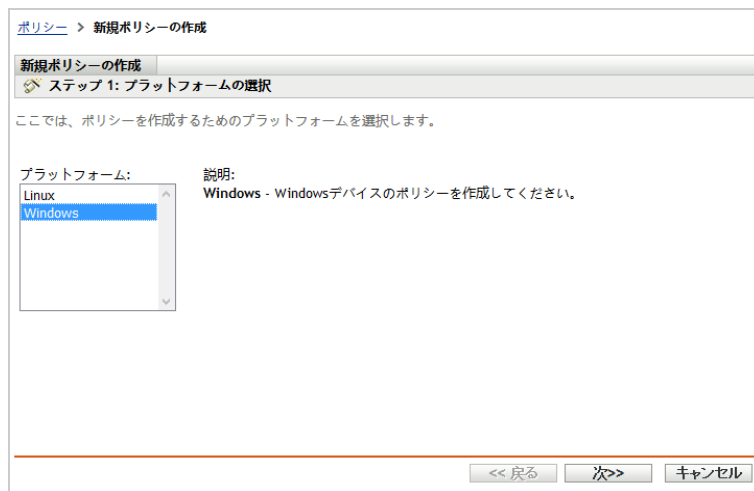 ポリシー > 新規ポリシーの作成
新規ポリシーの作成
ステップ 1: プラットフォームの選択
ここでは、ポリシーを作成するためのプラットフォームを選択します。
プラットフォーム:
Linux
Windows
説明:
Windows - Windowsデバイスのポリシーを作成してください。
<< 戻る 次>> キャンセル